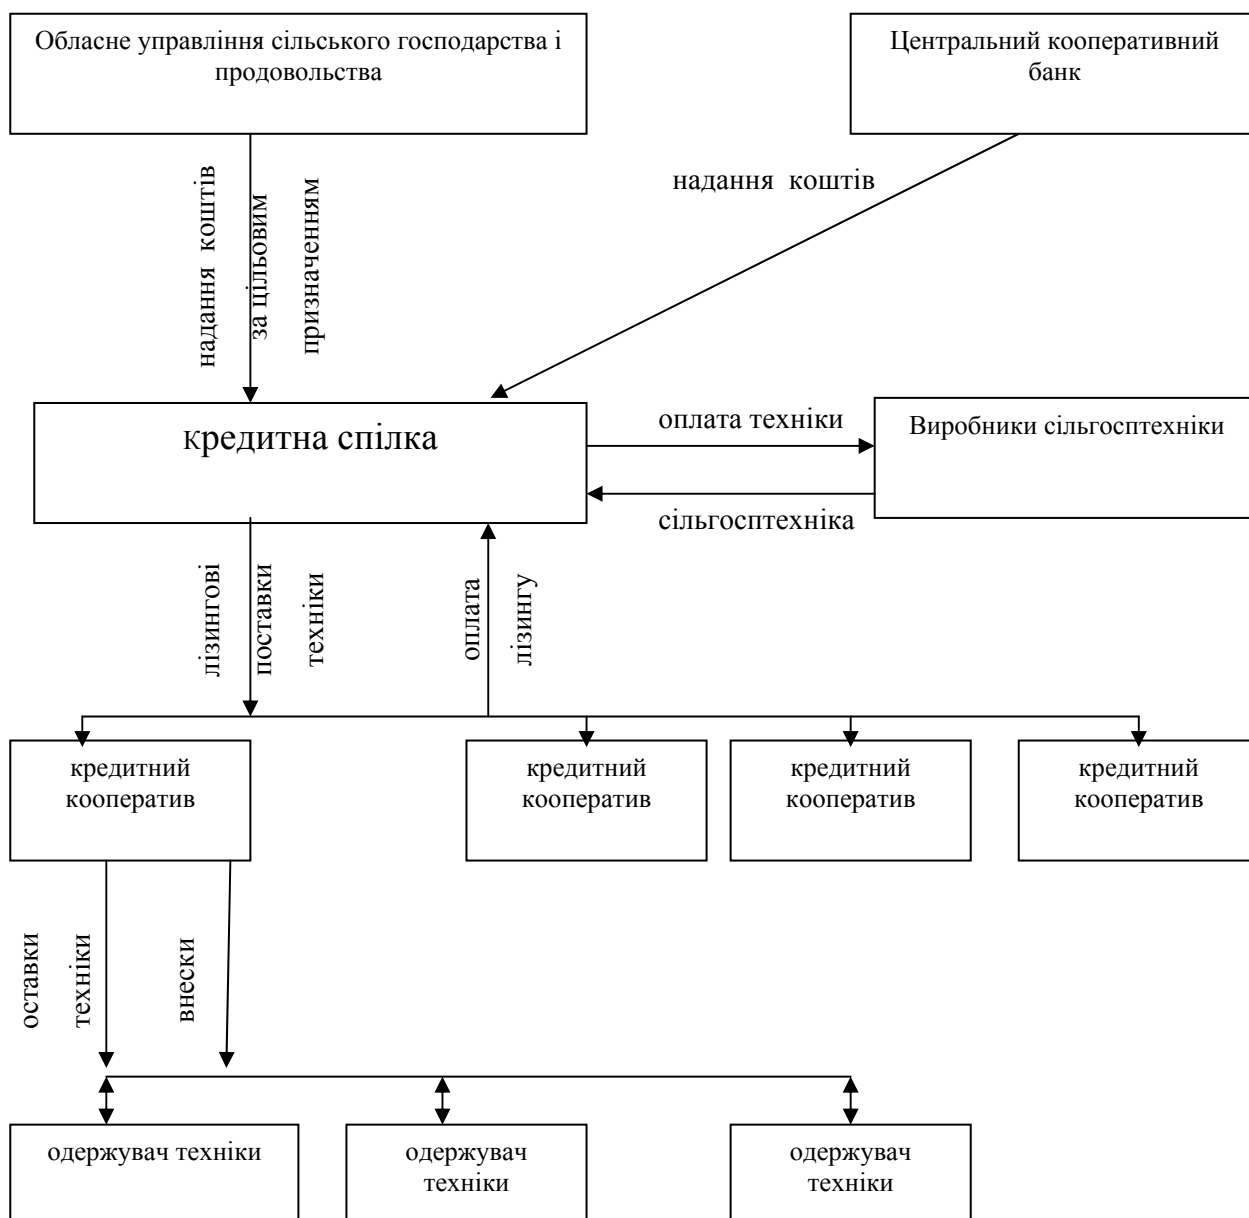 Обласне управління сільського господарства і
продовольства
Центральний кооперативний
банк
надання коштів
за цільовим
призначенням
надання коштів
кредитна спілка
оплата техніки
Виробники сільгосптехніки
сільгосптехніка
лізингові
поставки
техніки
оплата
лізингу
кредитний
кооператив
кредитний
кооператив
кредитний
кооператив
кредитний
кооператив
оставки
техніки
внески
одержувач техніки
одержувач
техніки
одержувач
техніки